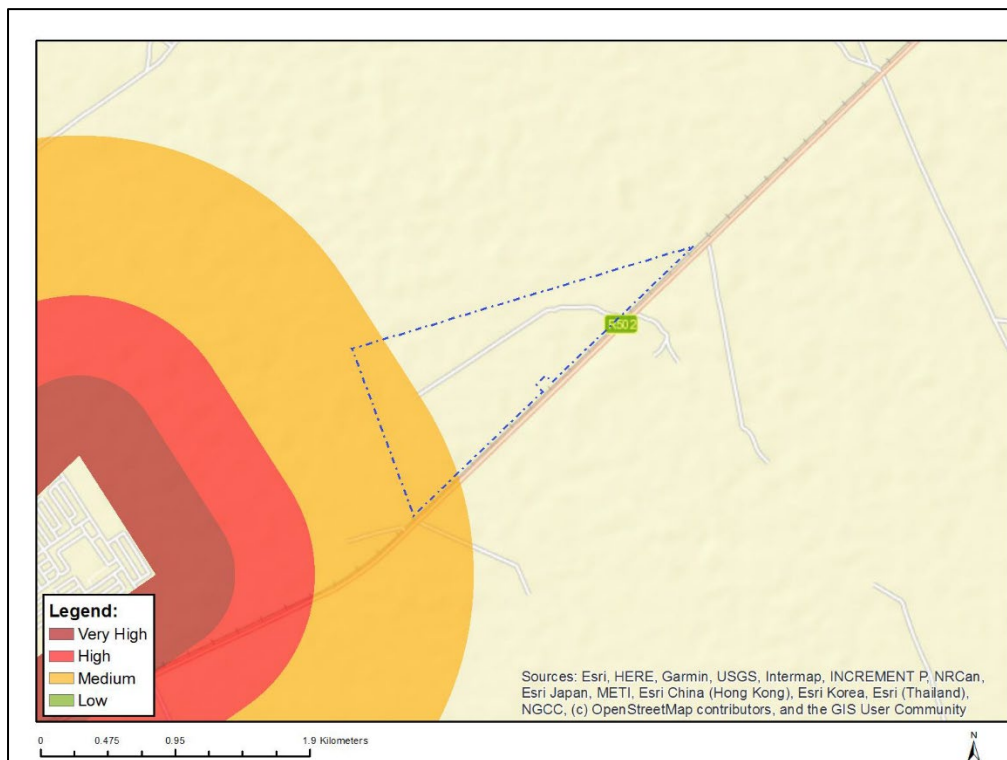 R502
Legend:
Very High
High
Medium
Low
Sources: Esri, HERE, Garmin, USGS, Intermap, INCREMENT P, NRCan,
Esri Japan, METI, Esri China (Hong Kong), Esri Korea, Esri (Thailand),
NGCC, (c) OpenStreetMap contributors, and the GIS User Community
0 0.475 0.95 1.9 Kilometers
N